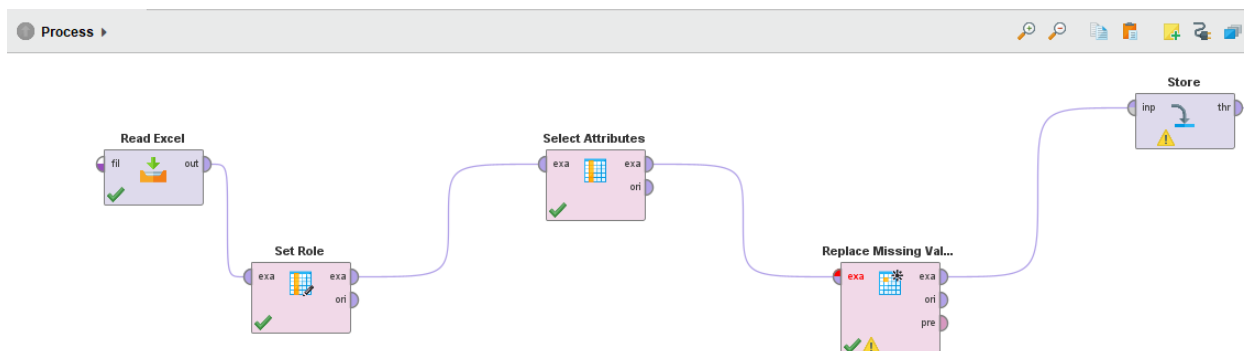 Process
Store
inp thr
Read Excel
fil out
Select Attributes
exa exa
ori
Set Role
exa exa
ori
Replace Missing Val...
exa exa
ori
pre